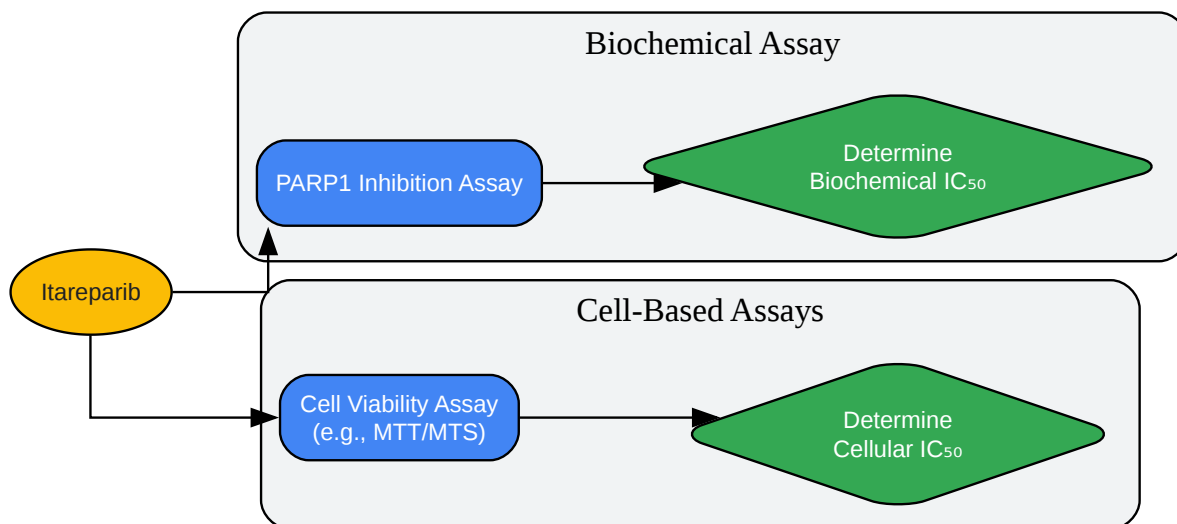 Biochemical Assay
PARP1 Inhibition Assay
Determine
Biochemical IC₅₀
Itareparib
Cell-Based Assays
Cell Viability Assay
(e.g., MTT/MTS)
Determine
Cellular IC₅₀